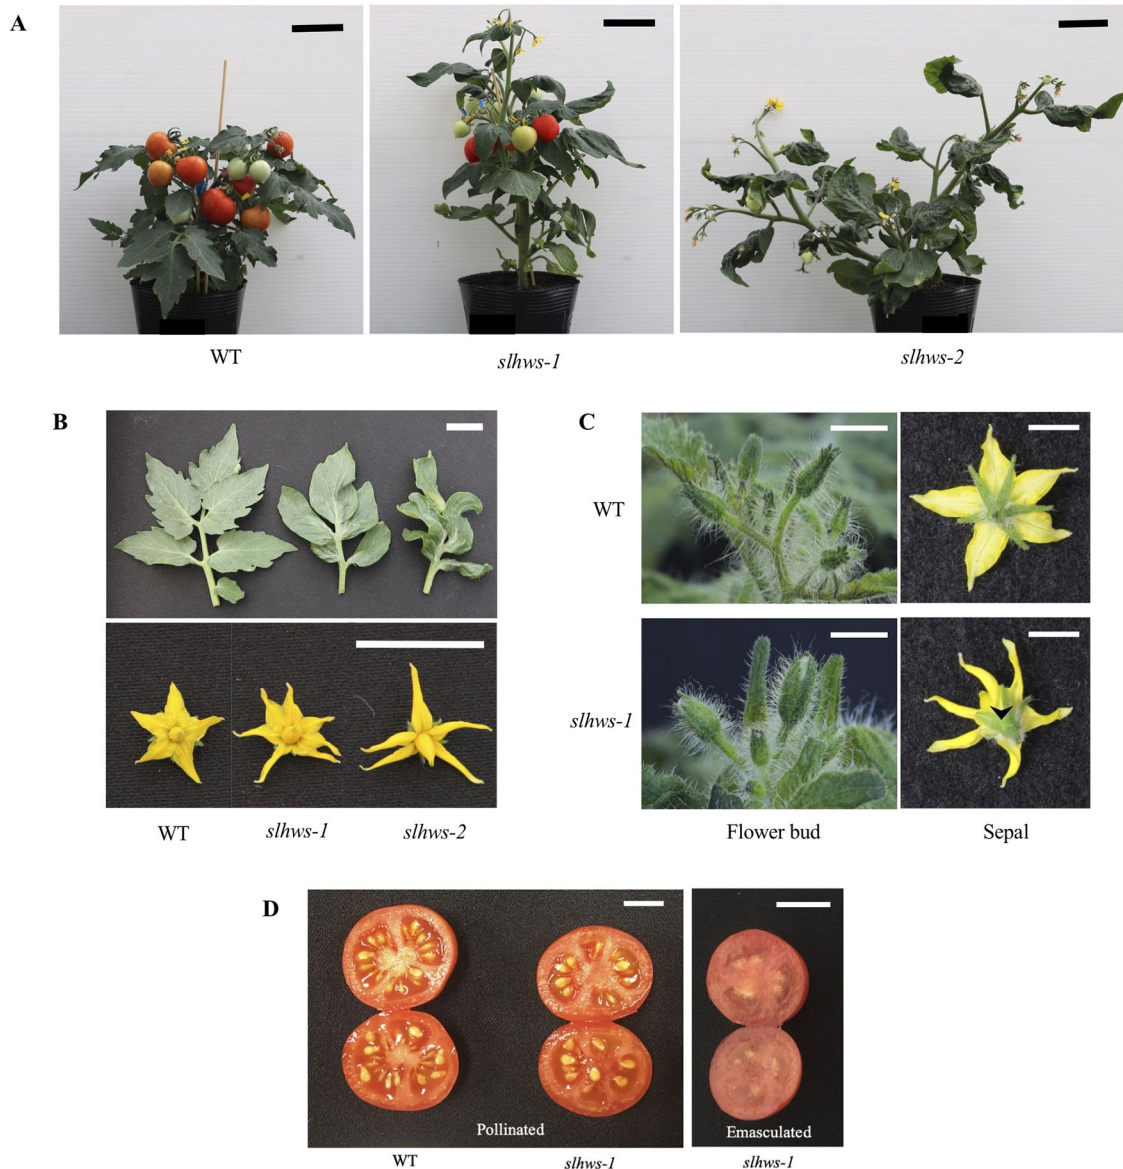 A
WT
slhws-1
slhws-2
B
WT
slhws-1
slhws-2
C
WT
slhws-1
Flower bud
Sepal
D
Pollinated
Emasculated
WT
slhws-1
slhws-1